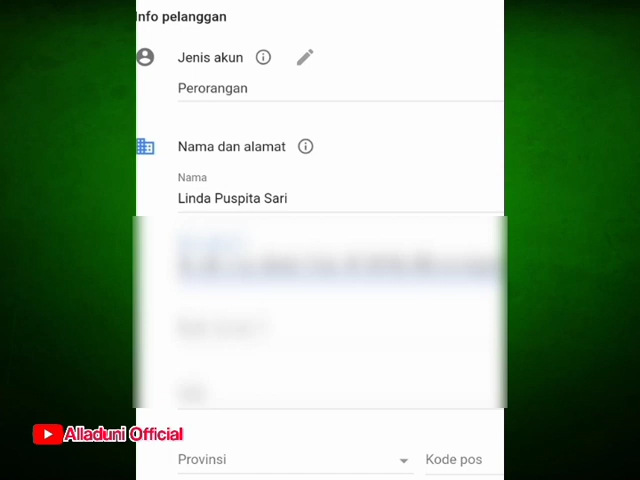 Info pelanggan
Jenis akun
Perorangan
Nama dan alamat
Nama
Linda Puspita Sari
Provinsi
Kode pos
Alladuni Official